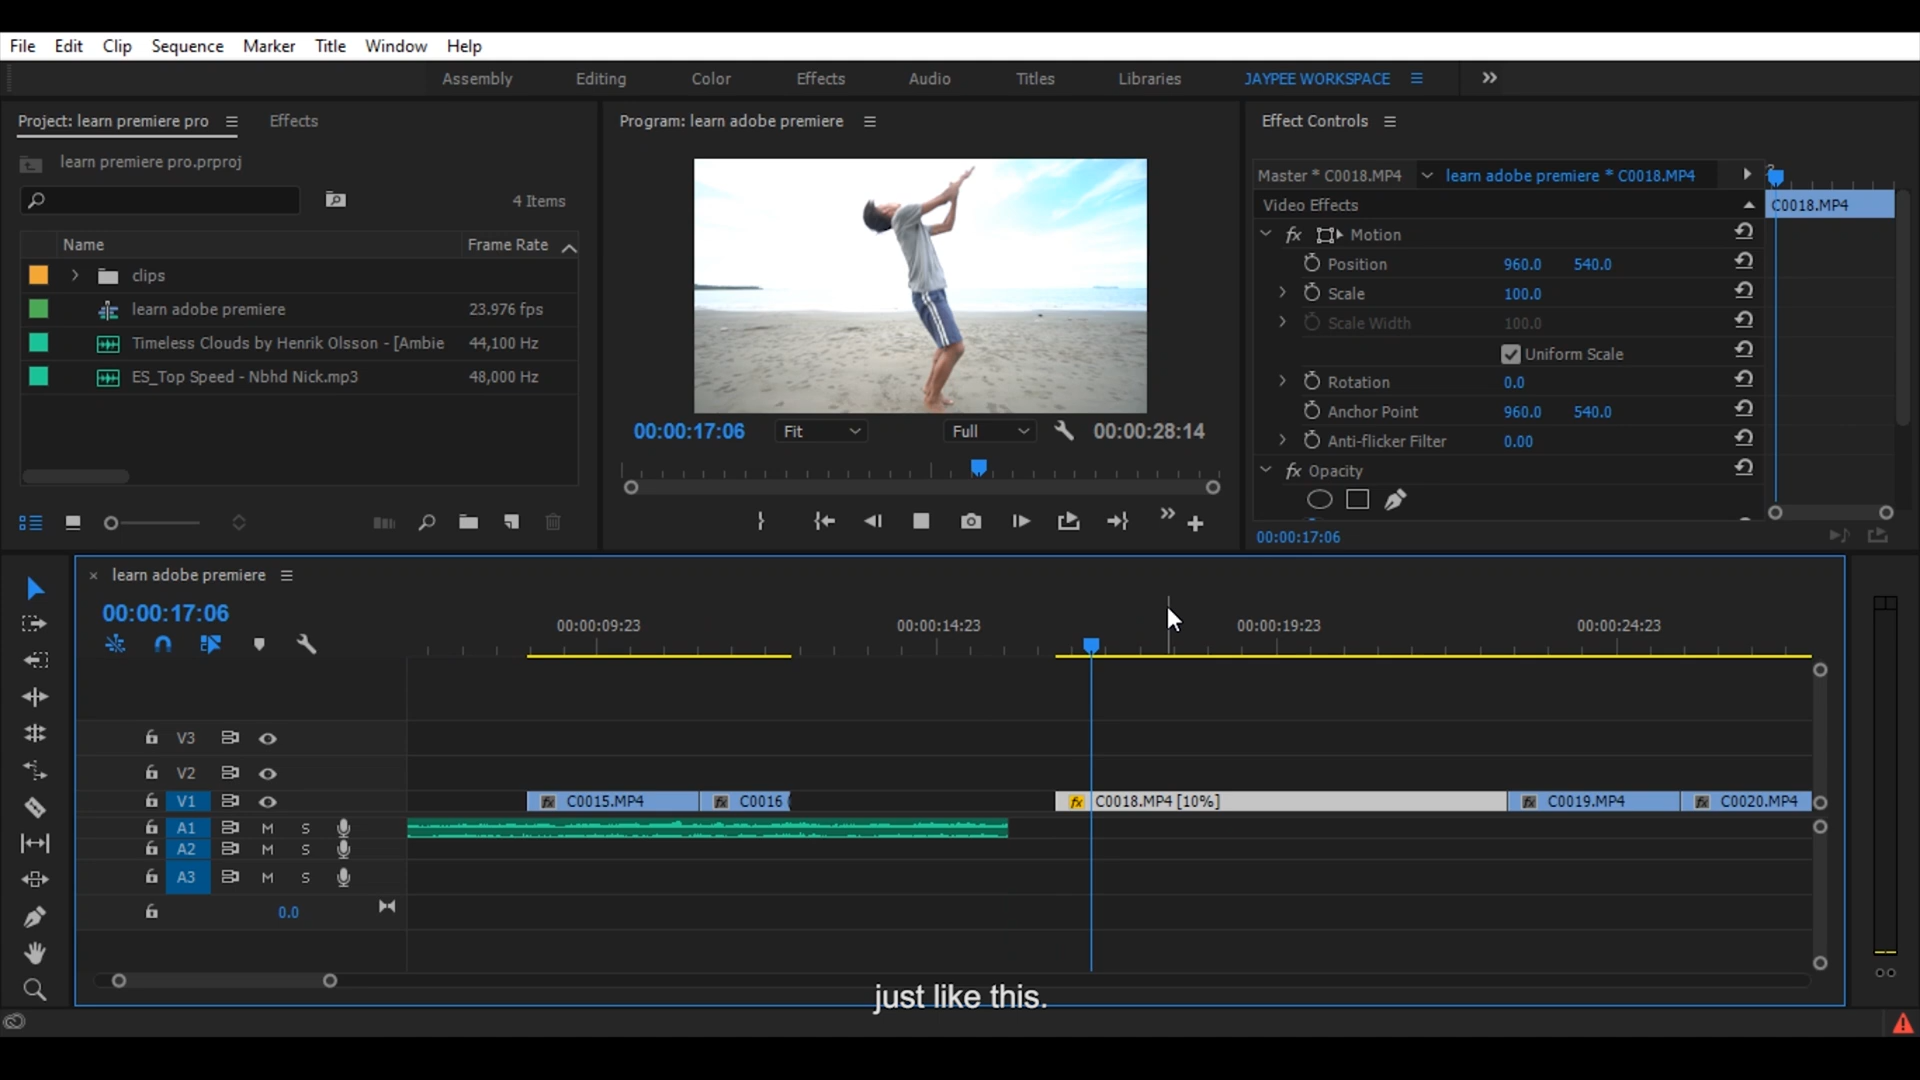 File Edit Clip Sequence Marker Title Window Help
Assembly Editing Color Effects Audio Titles Libraries JAYPEE WORKSPACE
Project: learn premiere pro Effects
learn premiere pro.prproj
4 Items
Name Frame Rate
clips
learn adobe premiere 23.976 fps
Timeless Clouds by Henrik Olsson - [Ambie 44,100 Hz
ES_Top Speed - Nbhd Nick.mp3 48,000 Hz
Program: learn adobe premiere
00:00:17:06 Fit Full 00:00:28:14
Effect Controls
Master * C0018.MP4 learn adobe premiere * C0018.MP4
Video Effects C0018.MP4
fx Motion
Position 960.0 540.0
Scale 100.0
Scale Width 100.0
Uniform Scale
Rotation 0.0
Anchor Point 960.0 540.0
Anti-flicker Filter 0.00
fx Opacity
00:00:17:06
learn adobe premiere
00:00:17:06
00:00:09:23 00:00:14:23 00:00:19:23 00:00:24:23
V3
V2
V1 fx C0015.MP4 fx C0016 fx C0018.MP4 [10%] fx C0019.MP4 fx C0020.MP4
A1 M S
A2 M S
A3 M S
0.0
just like this.